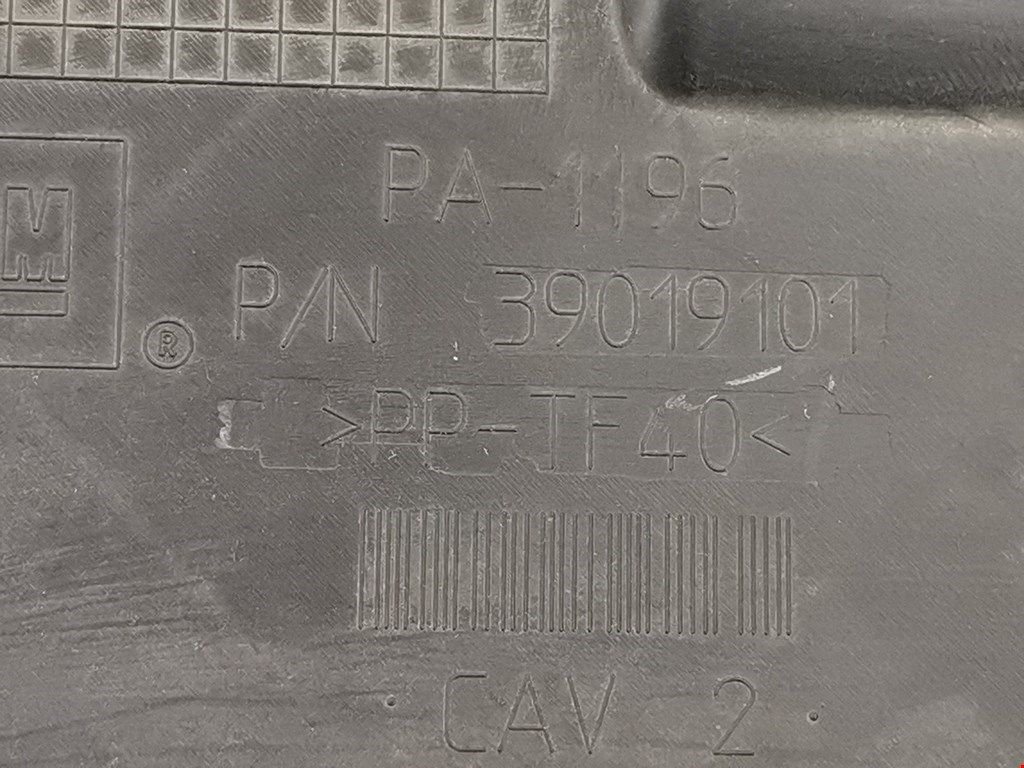 PA-1196
M
®
P/N 39019101
>PP-TF40<
CAV 2